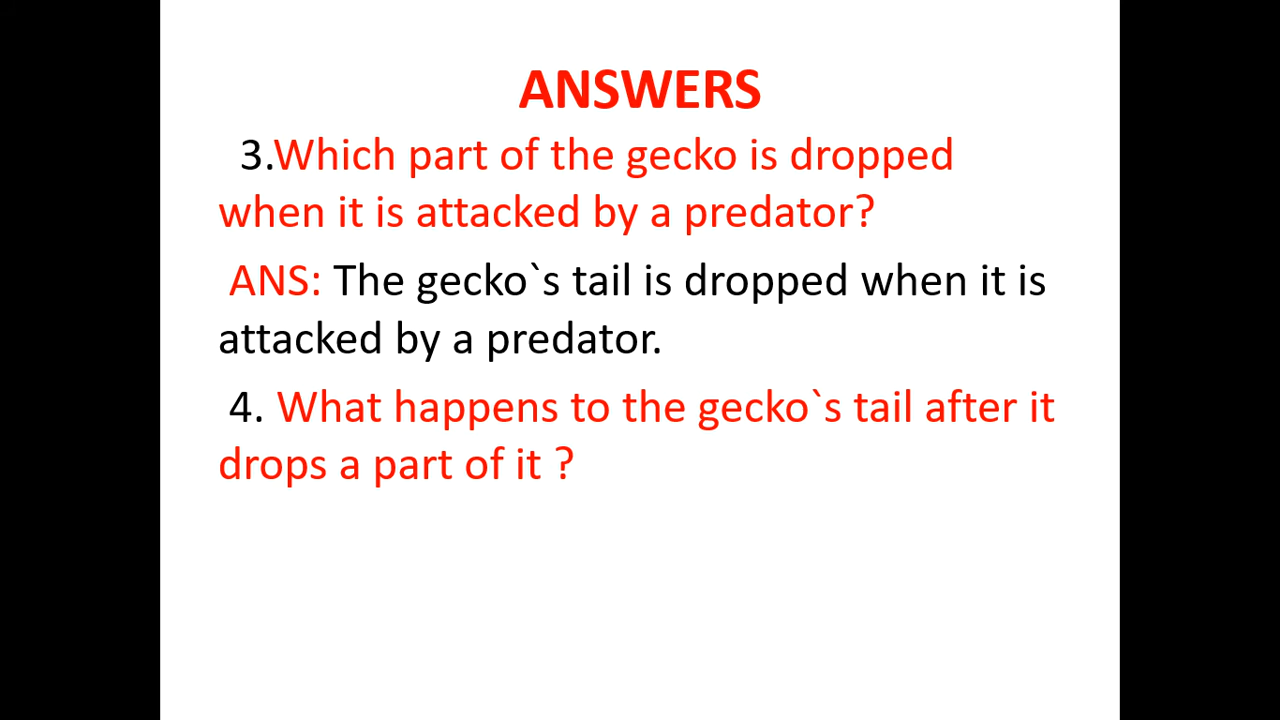 ANSWERS
3.Which part of the gecko is dropped
when it is attacked by a predator?
ANS: The gecko`s tail is dropped when it is
attacked by a predator.
4. What happens to the gecko`s tail after it
drops a part of it ?